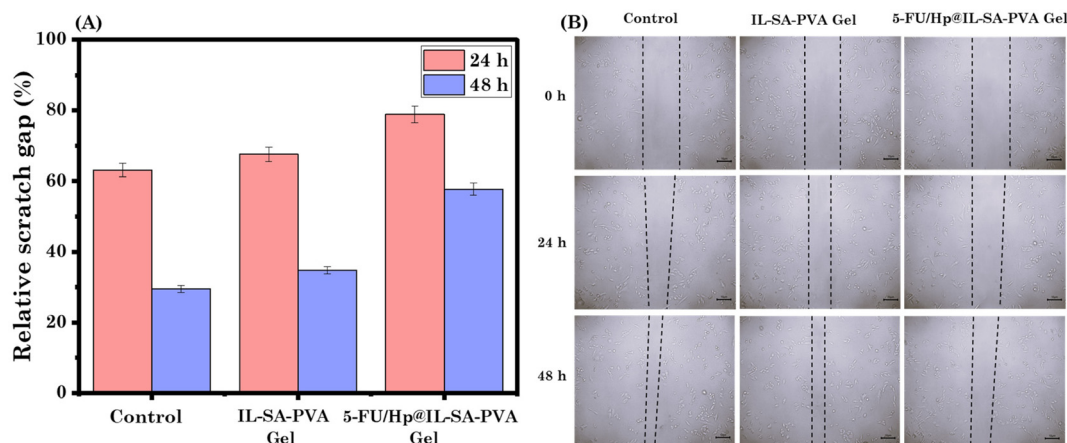 (A)
100
80
60
40
20
0
Relative scratch gap (%)
24 h
48 h
Control
IL-SA-PVA
Gel
5-FU/Hp@IL-SA-PVA
Gel
(B)
Control
IL-SA-PVA Gel
5-FU/Hp@IL-SA-PVA Gel
0 h
24 h
48 h